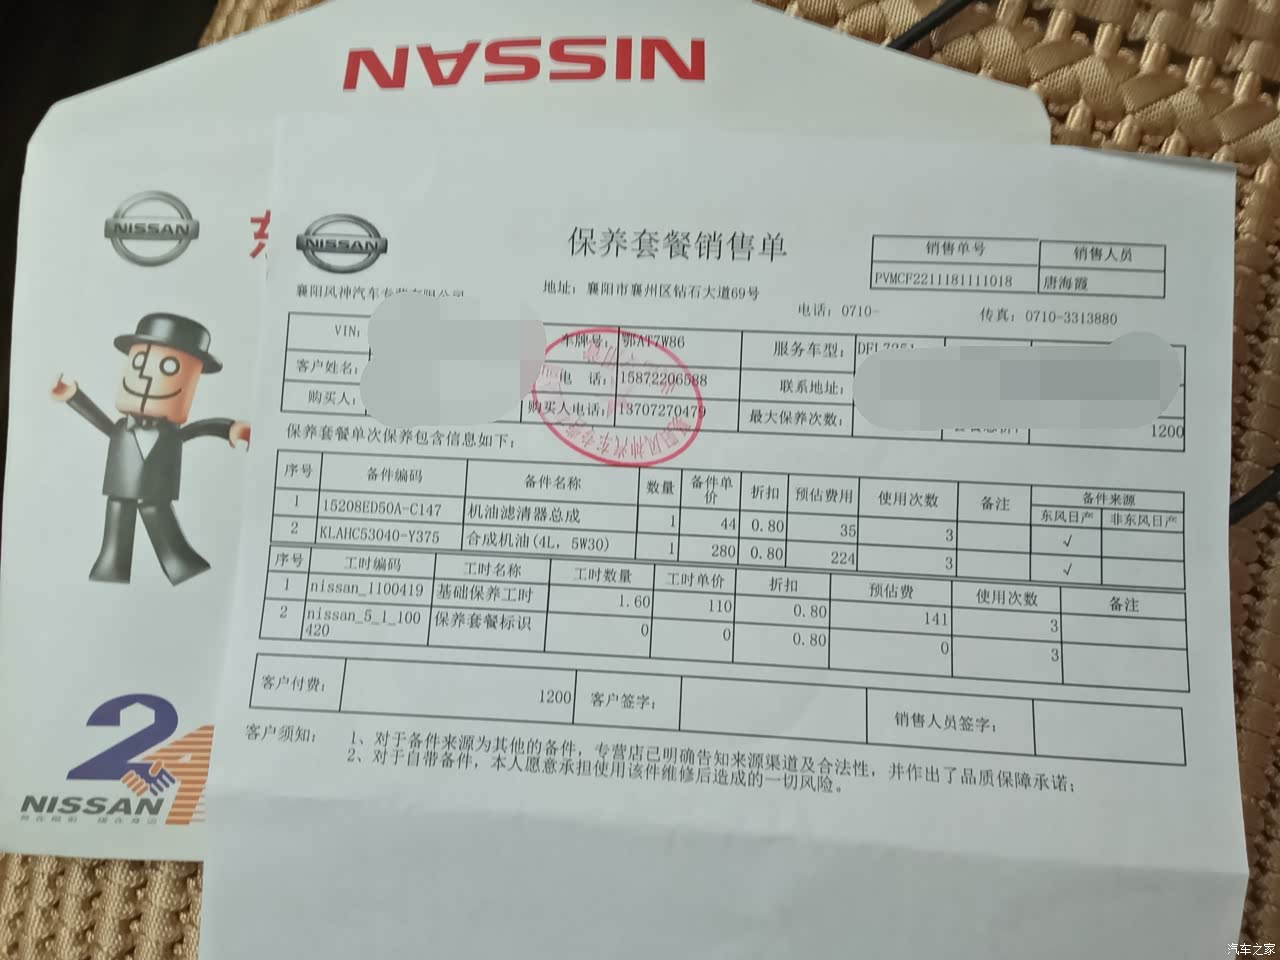 NISSAN
NISSAN
NISSAN
保养套餐销售单
销售单号 销售人员
PVMCF2211181111018 唐海霞
襄阳风神汽车专营有限公司
地址: 襄阳市襄州区钻石大道69号
电话: 0710- 传真: 0710-3313880
VIN: 车牌号: 鄂AT7W86 服务车型:
客户姓名: 电 话: 15872206588 联系地址:
购买人: 购买人电话: 13707270479 最大保养次数: 1200
保养套餐单次保养包含信息如下:
序号 备件编码 备件名称 数量 备件单价 折扣 预估费用 使用次数 备注 备件来源
东风日产 非东风日产
1 15208ED50A-C147 机油滤清器总成 1 44 0.80 35 3 √
2 KLAHC53040-Y375 合成机油(4L, 5W30) 1 280 0.80 224 3 √
序号 工时编码 工时名称 工时数量 工时单价 折扣 预估费 使用次数 备注
1 nissan_1100419 基础保养工时 1.60 110 0.80 141 3
2 nissan_5_1_100420 保养套餐标识 0 0 0.80 0 3
客户付费: 1200 客户签字: 销售人员签字:
客户须知: 1、对于备件来源为其他的备件, 专营店已明确告知来源渠道及合法性, 并作出了品质保障承诺;
2、对于自带备件, 本人愿意承担使用该件维修后造成的一切风险。
NISSAN
汽车之家